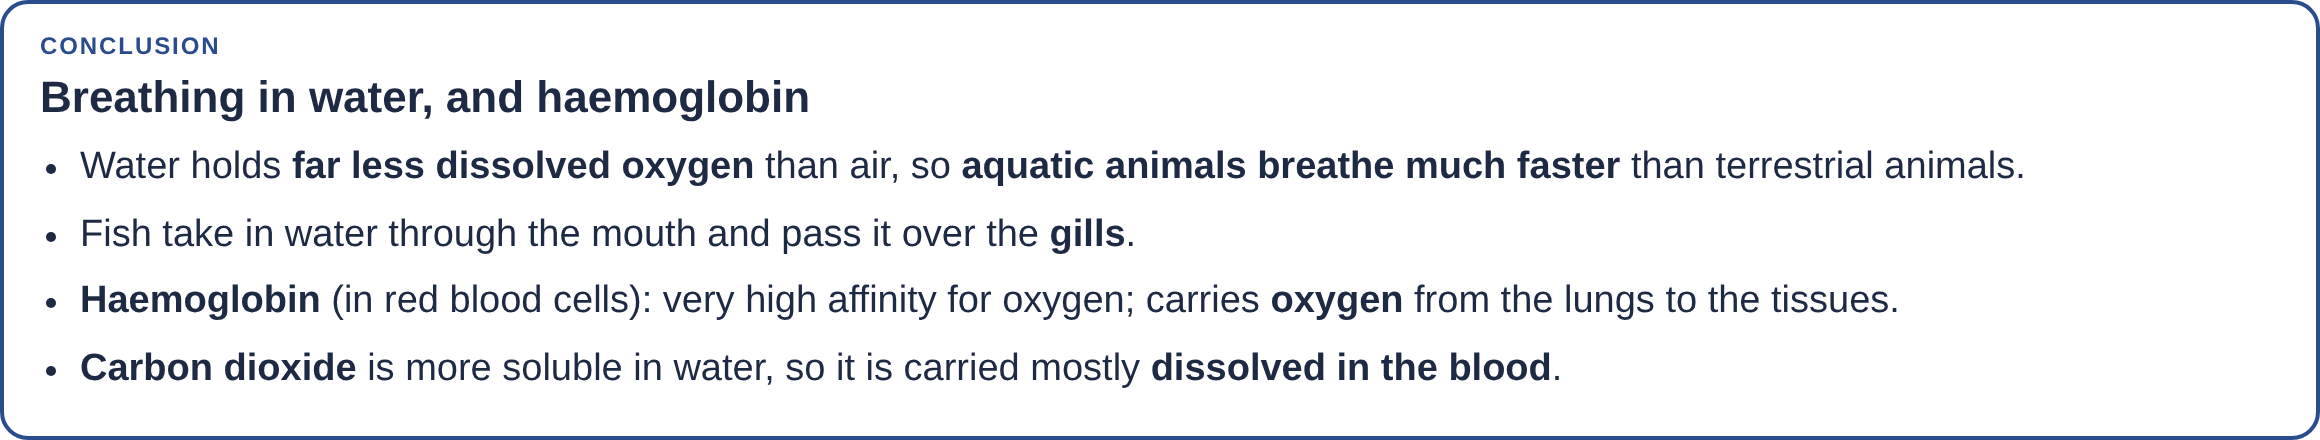 CONCLUSION
Breathing in water, and haemoglobin
• Water holds far less dissolved oxygen than air, so aquatic animals breathe much faster than terrestrial animals.
• Fish take in water through the mouth and pass it over the gills.
• Haemoglobin (in red blood cells): very high affinity for oxygen; carries oxygen from the lungs to the tissues.
• Carbon dioxide is more soluble in water, so it is carried mostly dissolved in the blood.